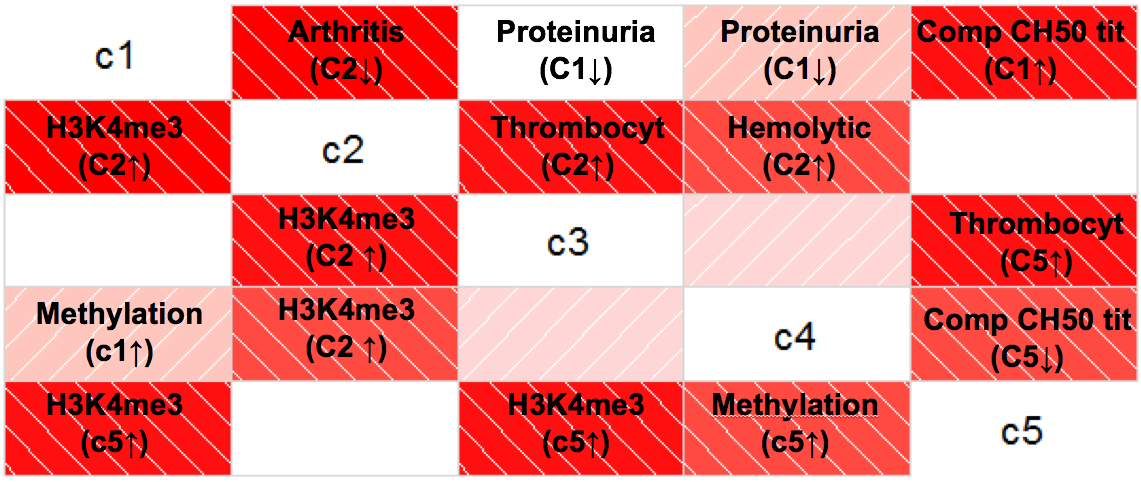 c1
Arthritis
(C2↓)
Proteinuria
(C1↓)
Proteinuria
(C1↓)
Comp CH50 tit
(C1↑)
H3K4me3
(C2↑)
c2
Thrombocyt
(C2↑)
Hemolytic
(C2↑)
H3K4me3
(C2 ↑)
c3
Thrombocyt
(C5↑)
Methylation
(c1↑)
H3K4me3
(C2 ↑)
c4
Comp CH50 tit
(C5↓)
H3K4me3
(c5↑)
H3K4me3
(c5↑)
Methylation
(c5↑)
c5